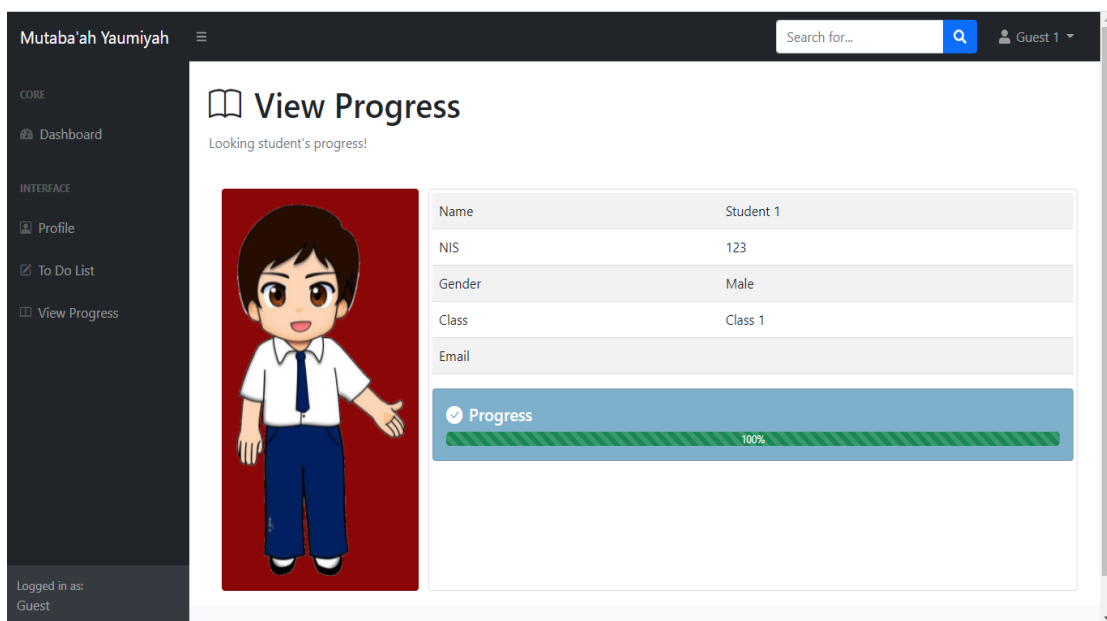 Mutaba'ah Yaumiyah
Search for...
Guest 1
CORE
Dashboard
INTERFACE
Profile
To Do List
View Progress
Logged in as:
Guest
View Progress
Looking student's progress!
Name Student 1
NIS 123
Gender Male
Class Class 1
Email
Progress
100%